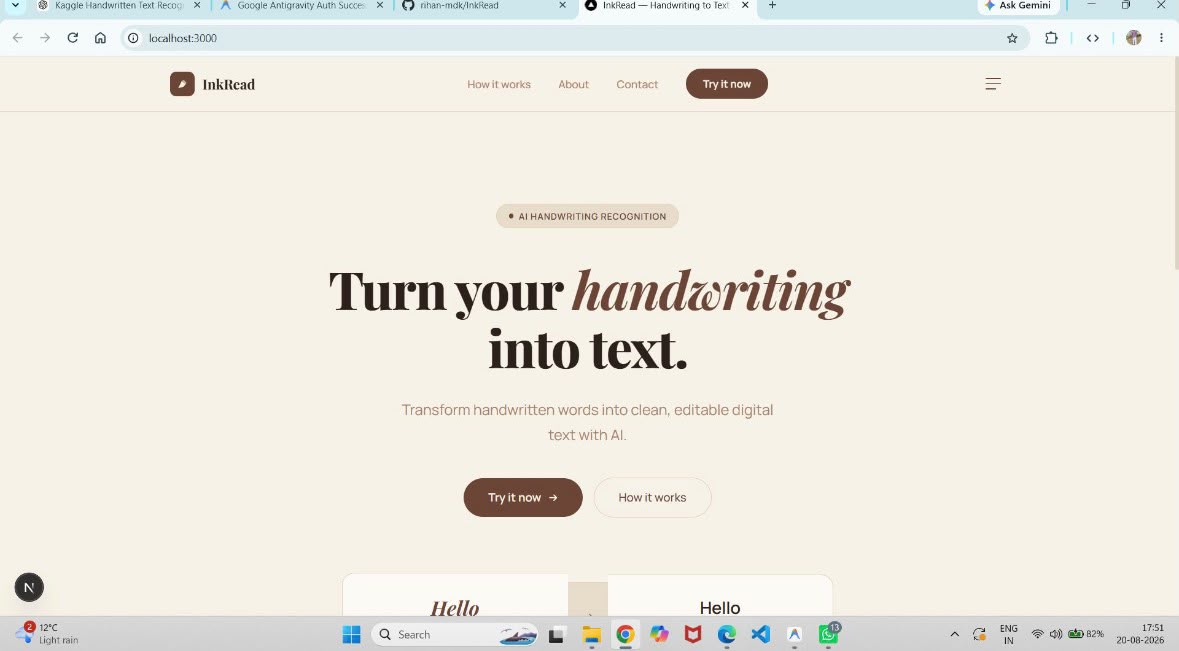 Kaggle Handwritten Text Recog
Google Antigravity Auth Succes
rihan-mdk/InkRead
InkRead — Handwriting to Text
Ask Gemini
localhost:3000
InkRead
How it works
About
Contact
Try it now
AI HANDWRITING RECOGNITION
Turn your handwriting
into text.
Transform handwritten words into clean, editable digital
text with AI.
Try it now →
How it works
N
Hello
Hello
2
12°C
Light rain
Search
13
ENG
IN
82%
17:51
20-08-2026